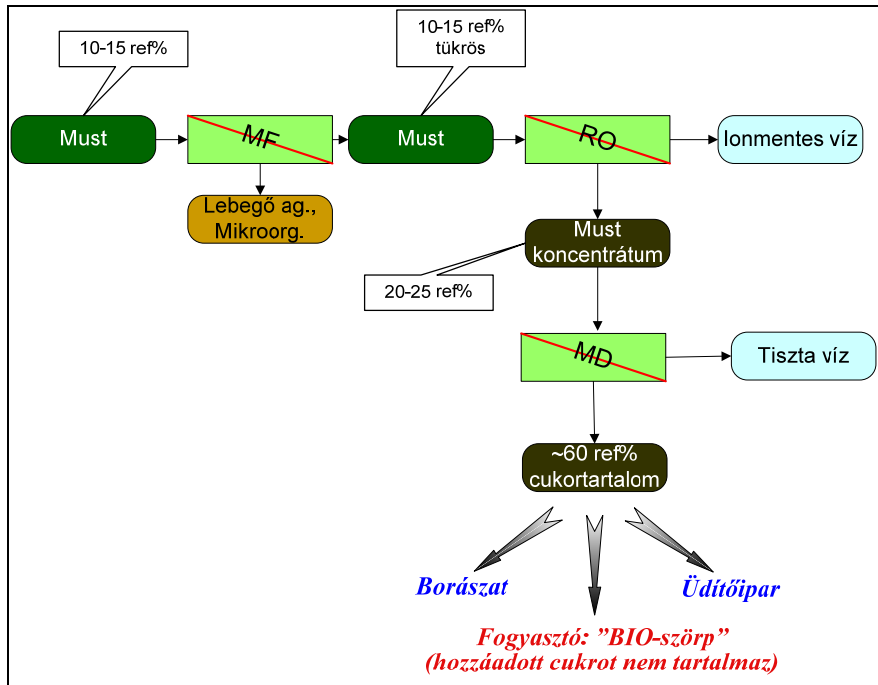 10-15 ref%
10-15 ref%
tükrös
Must
MF
Must
RO
Ionmentes víz
Lebegő ag.,
Mikroorg.
Must
koncentrátum
20-25 ref%
MD
Tiszta víz
~60 ref%
cukortartalom
Borászat
Üdítőipar
Fogyasztó: ”BIO-szörp”
(hozzáadott cukrot nem tartalmaz)